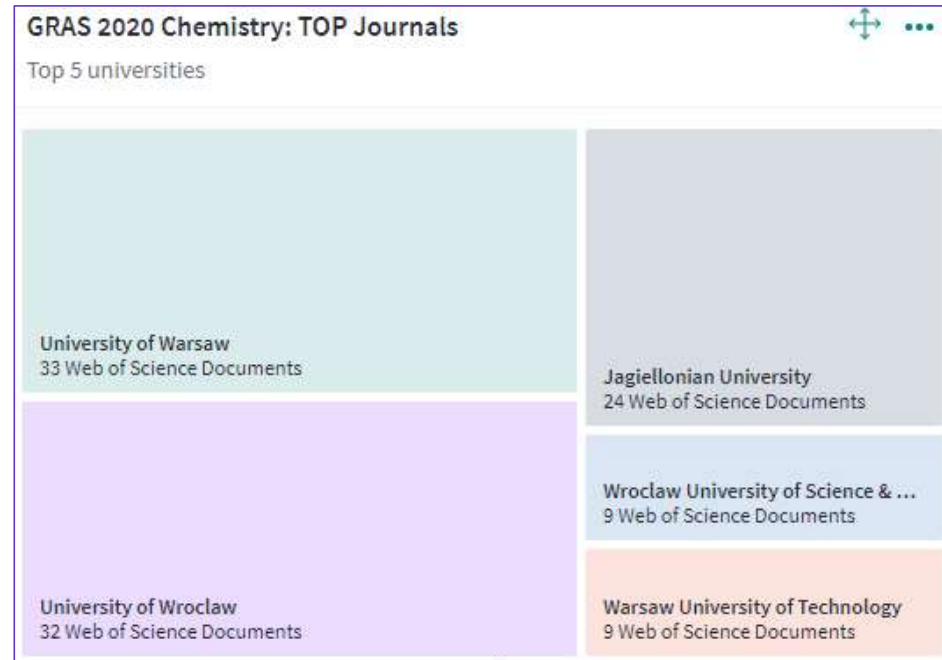 GRAS 2020 Chemistry: TOP Journals
Top 5 universities
University of Warsaw
33 Web of Science Documents
University of Wroclaw
32 Web of Science Documents
Jagiellonian University
24 Web of Science Documents
Wroclaw University of Science & ...
9 Web of Science Documents
Warsaw University of Technology
9 Web of Science Documents